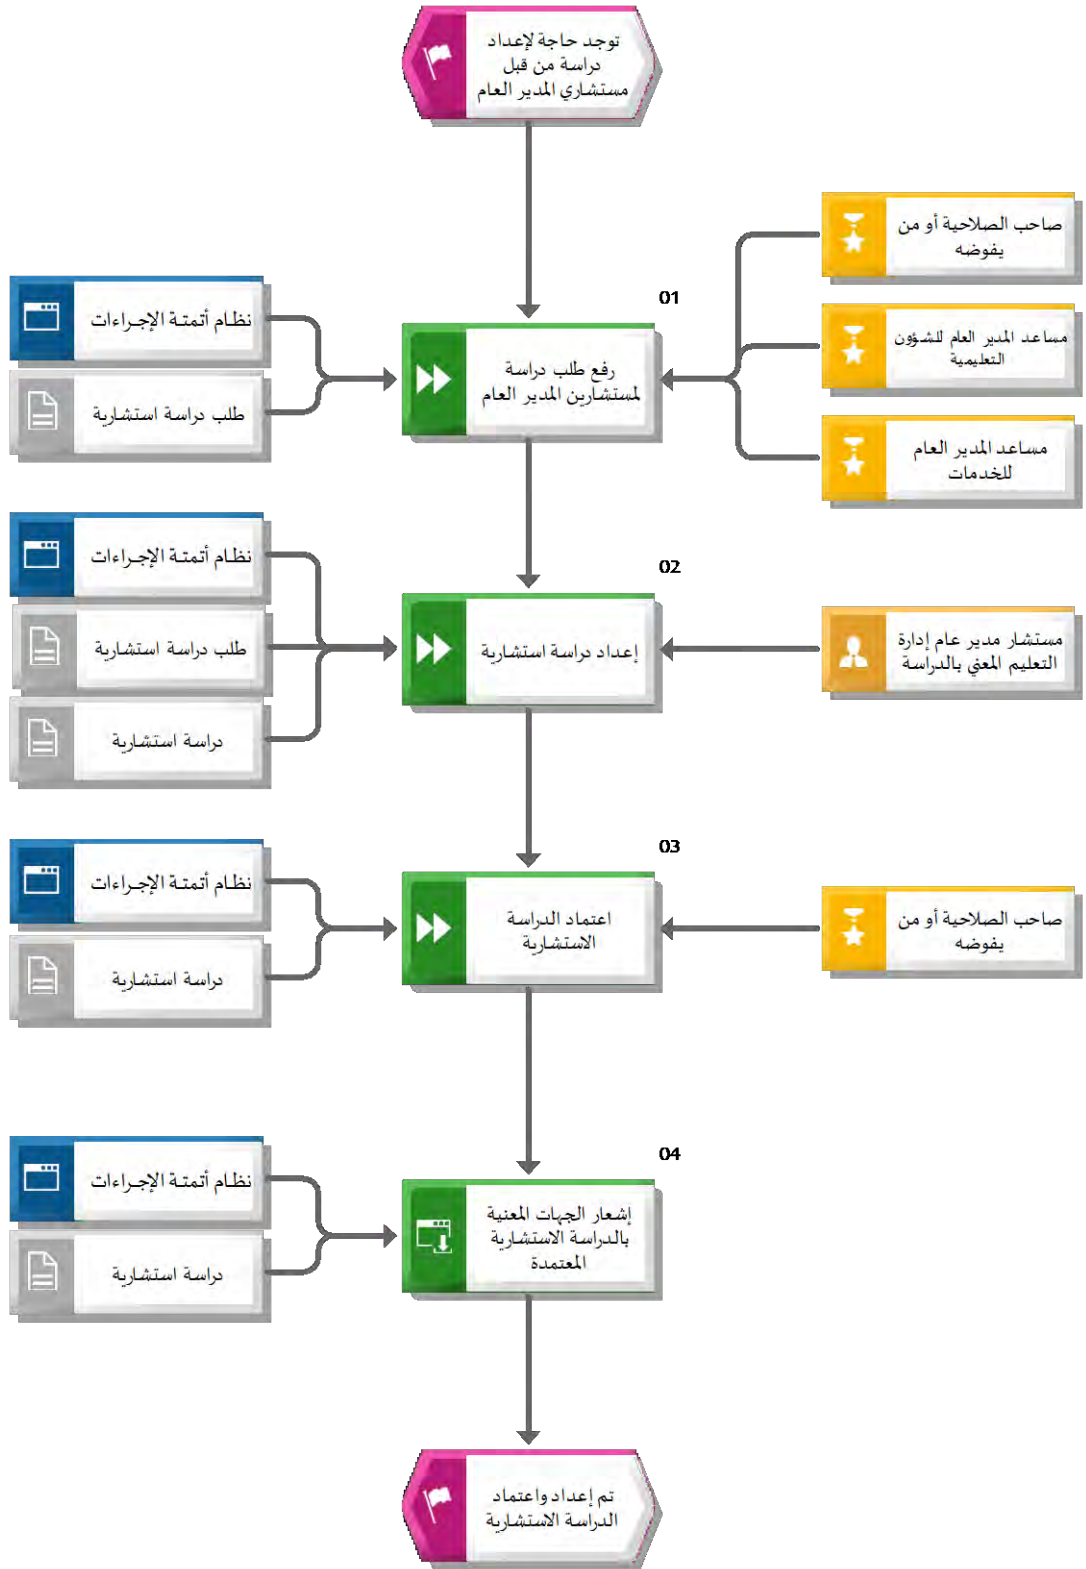 توجد حاجة لإعداد
دراسة من قبل
مستشاري المدير العام
صاحب الصلاحية أو من
يفوضه
مساعد المدير العام للشؤون
التعليمية
مساعد المدير العام
للخدمات
01
رفع طلب دراسة
لمستشارين المدير العام
نظام أتمتة الإجراءات
طلب دراسة استشارية
02
مستشار مدير عام إدارة
التعليم المعني بالدراسة
إعداد دراسة استشارية
نظام أتمتة الإجراءات
طلب دراسة استشارية
دراسة استشارية
03
صاحب الصلاحية أو من
يفوضه
اعتماد الدراسة
الاستشارية
نظام أتمتة الإجراءات
دراسة استشارية
04
إشعار الجهات المعنية
بالدراسة الاستشارية
المعتمدة
نظام أتمتة الإجراءات
دراسة استشارية
تم إعداد واعتماد
الدراسة الاستشارية